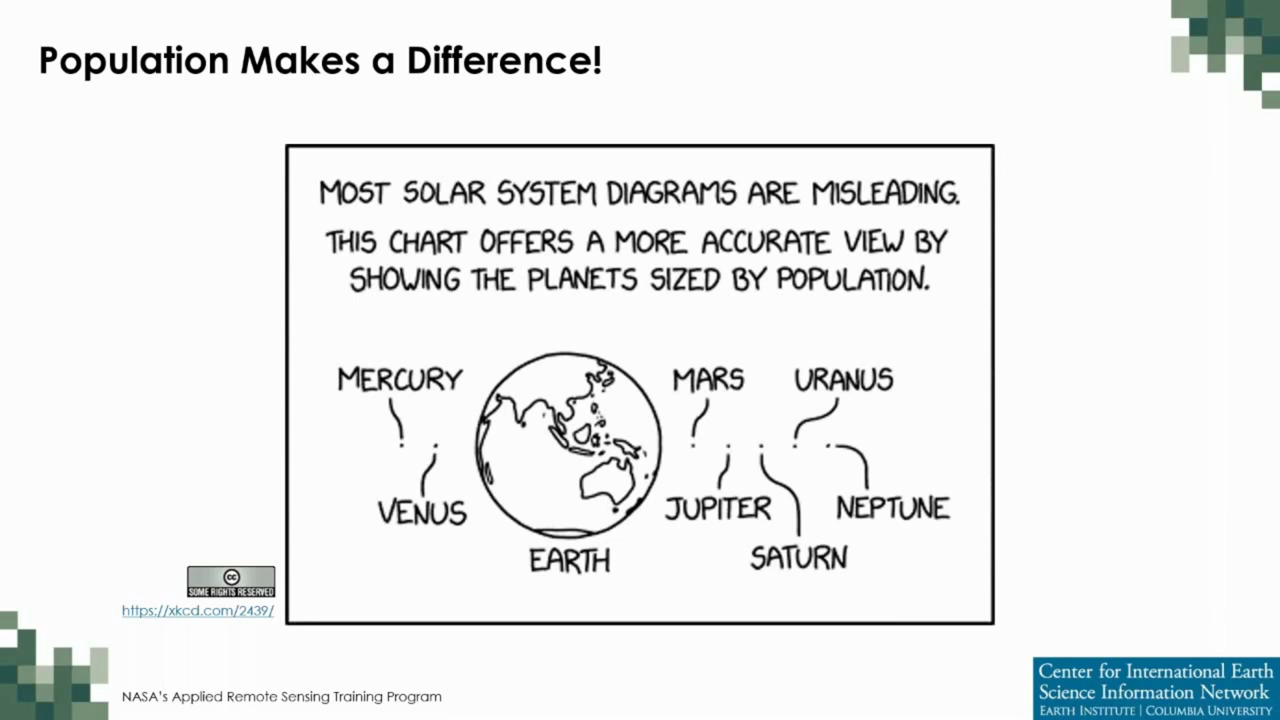 Population Makes a Difference!
MOST SOLAR SYSTEM DIAGRAMS ARE MISLEADING.
THIS CHART OFFERS A MORE ACCURATE VIEW BY
SHOWING THE PLANETS SIZED BY POPULATION.
MERCURY
MARS
URANUS
VENUS
JUPITER
NEPTUNE
EARTH
SATURN
cc
SOME RIGHTS RESERVED
https://xkcd.com/2439/
NASA's Applied Remote Sensing Training Program
Center for International Earth
Science Information Network
EARTH INSTITUTE | COLUMBIA UNIVERSITY